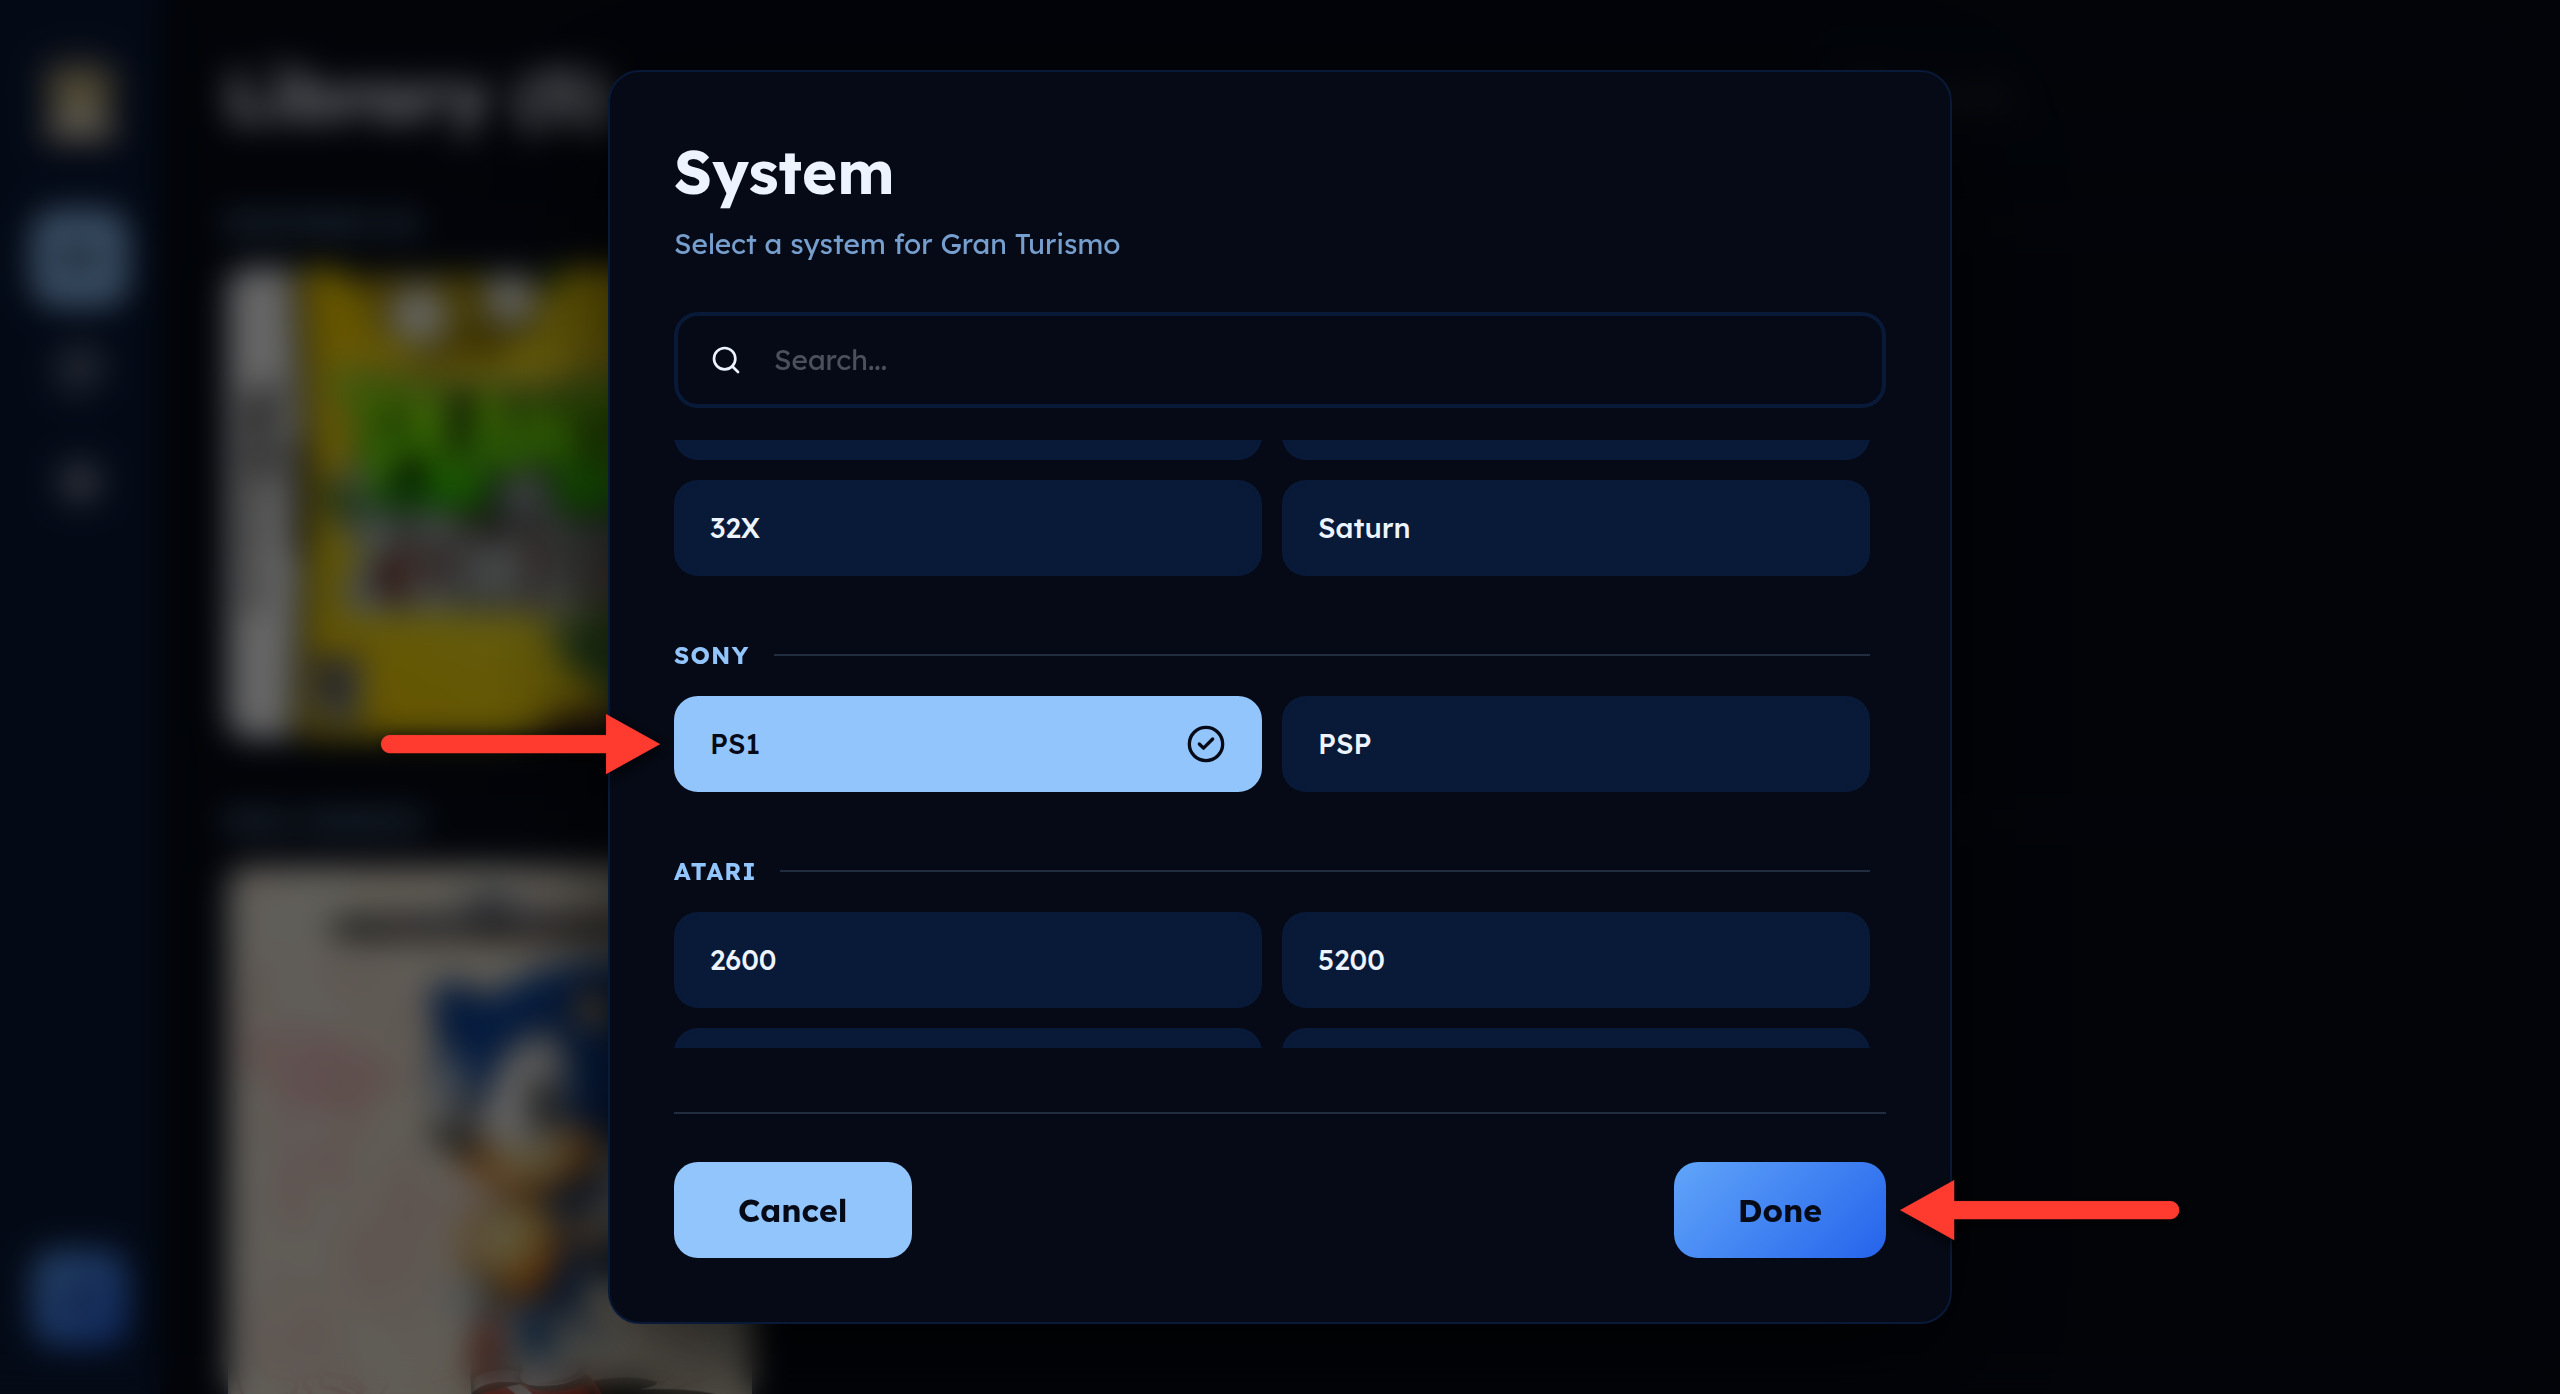 System
Select a system for Gran Turismo
Search...
32X
Saturn
SONY
PS1
PSP
ATARI
2600
5200
Cancel
Done